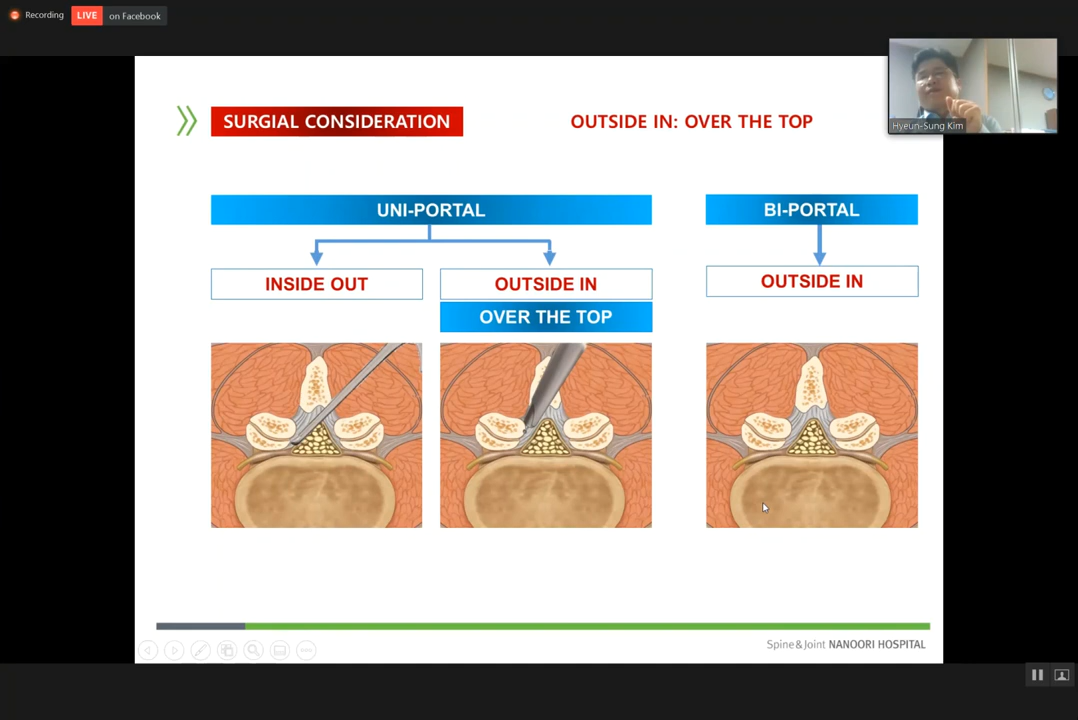 Recording
LIVE on Facebook
Hyeun-Sung Kim
SURGIAL CONSIDERATION
OUTSIDE IN: OVER THE TOP
UNI-PORTAL
BI-PORTAL
INSIDE OUT
OUTSIDE IN
OUTSIDE IN
OVER THE TOP
Spine&Joint NANOORI HOSPITAL